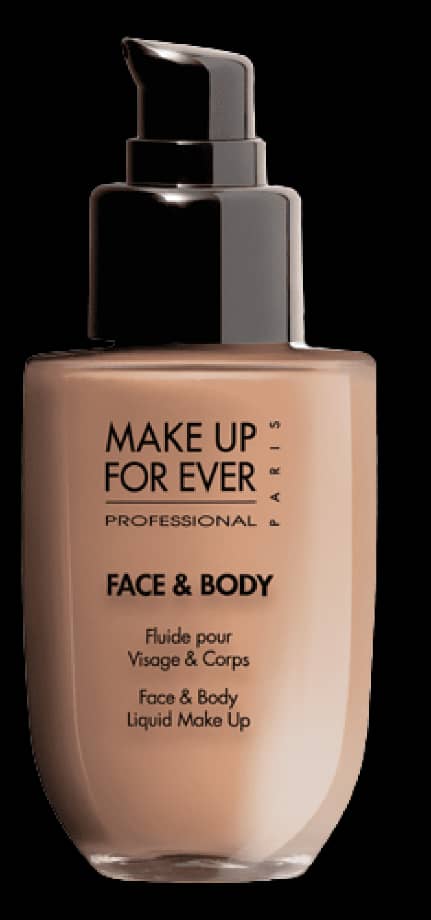 MAKE UP
FOR EVER
PARIS
PROFESSIONAL
FACE & BODY
Fluide pour
Visage & Corps
Face & Body
Liquid Make Up